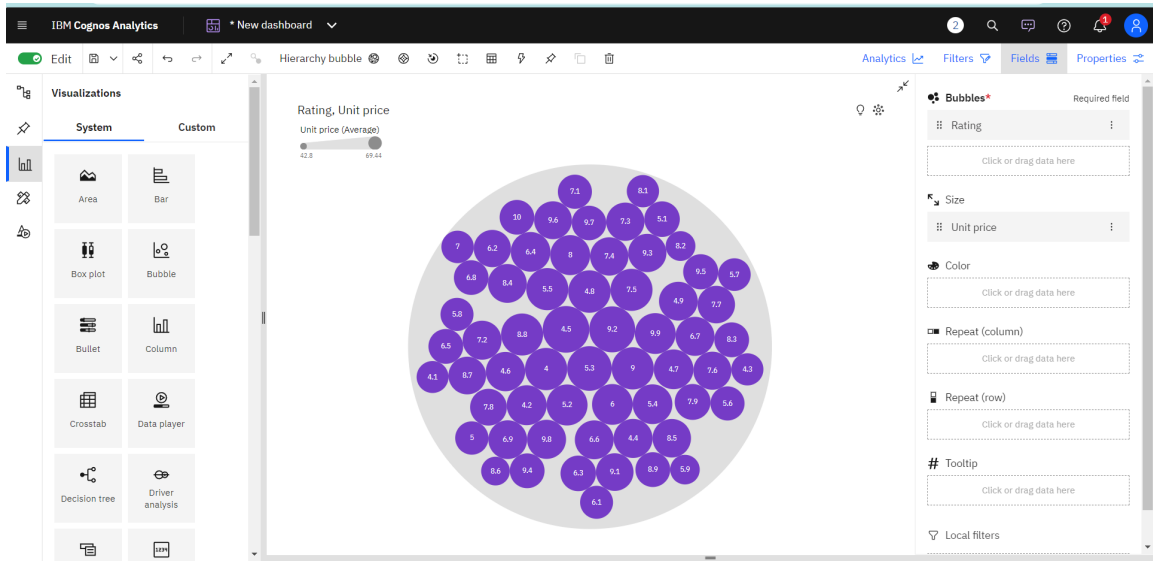 IBM Cognos Analytics
* New dashboard
2
1
Edit
Hierarchy bubble
Analytics
Filters
Fields
Properties
Visualizations
System Custom
Area Bar
Box plot Bubble
Bullet Column
Crosstab Data player
Decision tree Driver
analysis
1234
Rating, Unit price
Unit price (Average)
42.8 69.44
7.1 8.1
10 9.6 9.7 7.3 5.1
7 6.2 6.4 8 7.4 9.3 8.2
6.8 8.4 5.5 4.8 7.5 9.5 5.7
4.9 7.7
5.8
6.5 7.2 8.8 4.5 9.2 9.9 6.7 8.3
4.1 8.7 4.6 4 5.3 9 4.7 7.6 4.3
7.8 4.2 5.2 6 5.4 7.9 5.6
5 6.9 9.8 6.6 4.4 8.5
8.6 9.4 6.3 9.1 8.9 5.9
6.1
Bubbles* Required field
Rating
Click or drag data here
Size
Unit price
Color
Click or drag data here
Repeat (column)
Click or drag data here
Repeat (row)
Click or drag data here
# Tooltip
Click or drag data here
Local filters